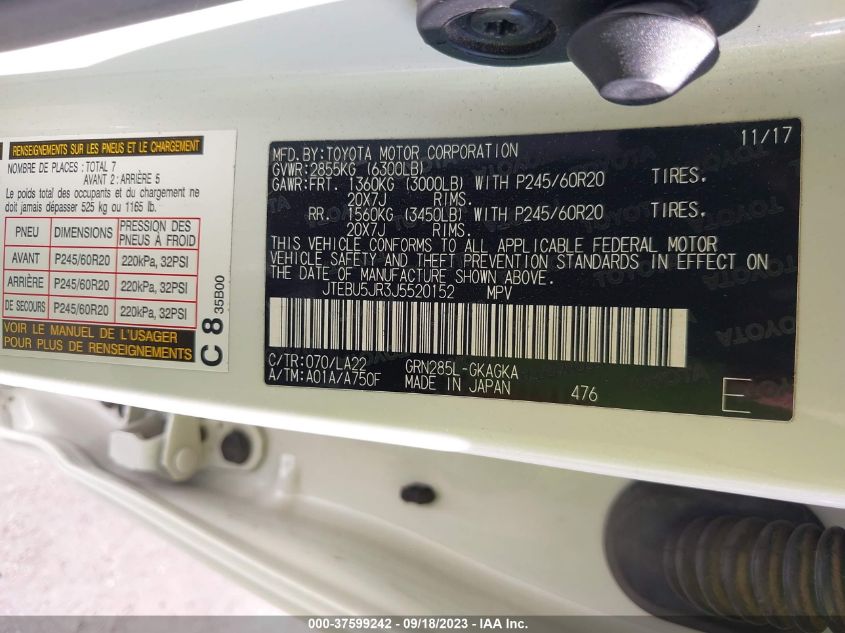 RENSEIGNEMENTS SUR LES PNEUS ET LE CHARGEMENT
NOMBRE DE PLACES : TOTAL 7
AVANT 2 : ARRIÈRE 5
Le poids total des occupants et du chargement ne
doit jamais dépasser 525 kg ou 1165 lb.
PNEU DIMENSIONS PRESSION DES PNEUS À FROID
AVANT P245/60R20 220kPa, 32PSI
ARRIÈRE P245/60R20 220kPa, 32PSI
DE SECOURS P245/60R20 220kPa, 32PSI
VOIR LE MANUEL DE L'USAGER
POUR PLUS DE RENSEIGNEMENTS
C 8 35B00
11/17
MFD. BY: TOYOTA MOTOR CORPORATION
GVWR: 2855KG (6300LB)
GAWR: FRT. 1360KG (3000LB) WITH P245/60R20 TIRES.
20X7J RIMS.
RR. 1560KG (3450LB) WITH P245/60R20 TIRES.
20X7J RIMS.
THIS VEHICLE CONFORMS TO ALL APPLICABLE FEDERAL MOTOR
VEHICLE SAFETY AND THEFT PREVENTION STANDARDS IN EFFECT ON
THE DATE OF MANUFACTURE SHOWN ABOVE.
JTEBU5JR3J5520152 MPV
C/TR: 070/LA22 GRN285L-GKAGKA
A/TM: A01A/A750F MADE IN JAPAN 476 E
000-37599242 - 09/18/2023 - IAA Inc.